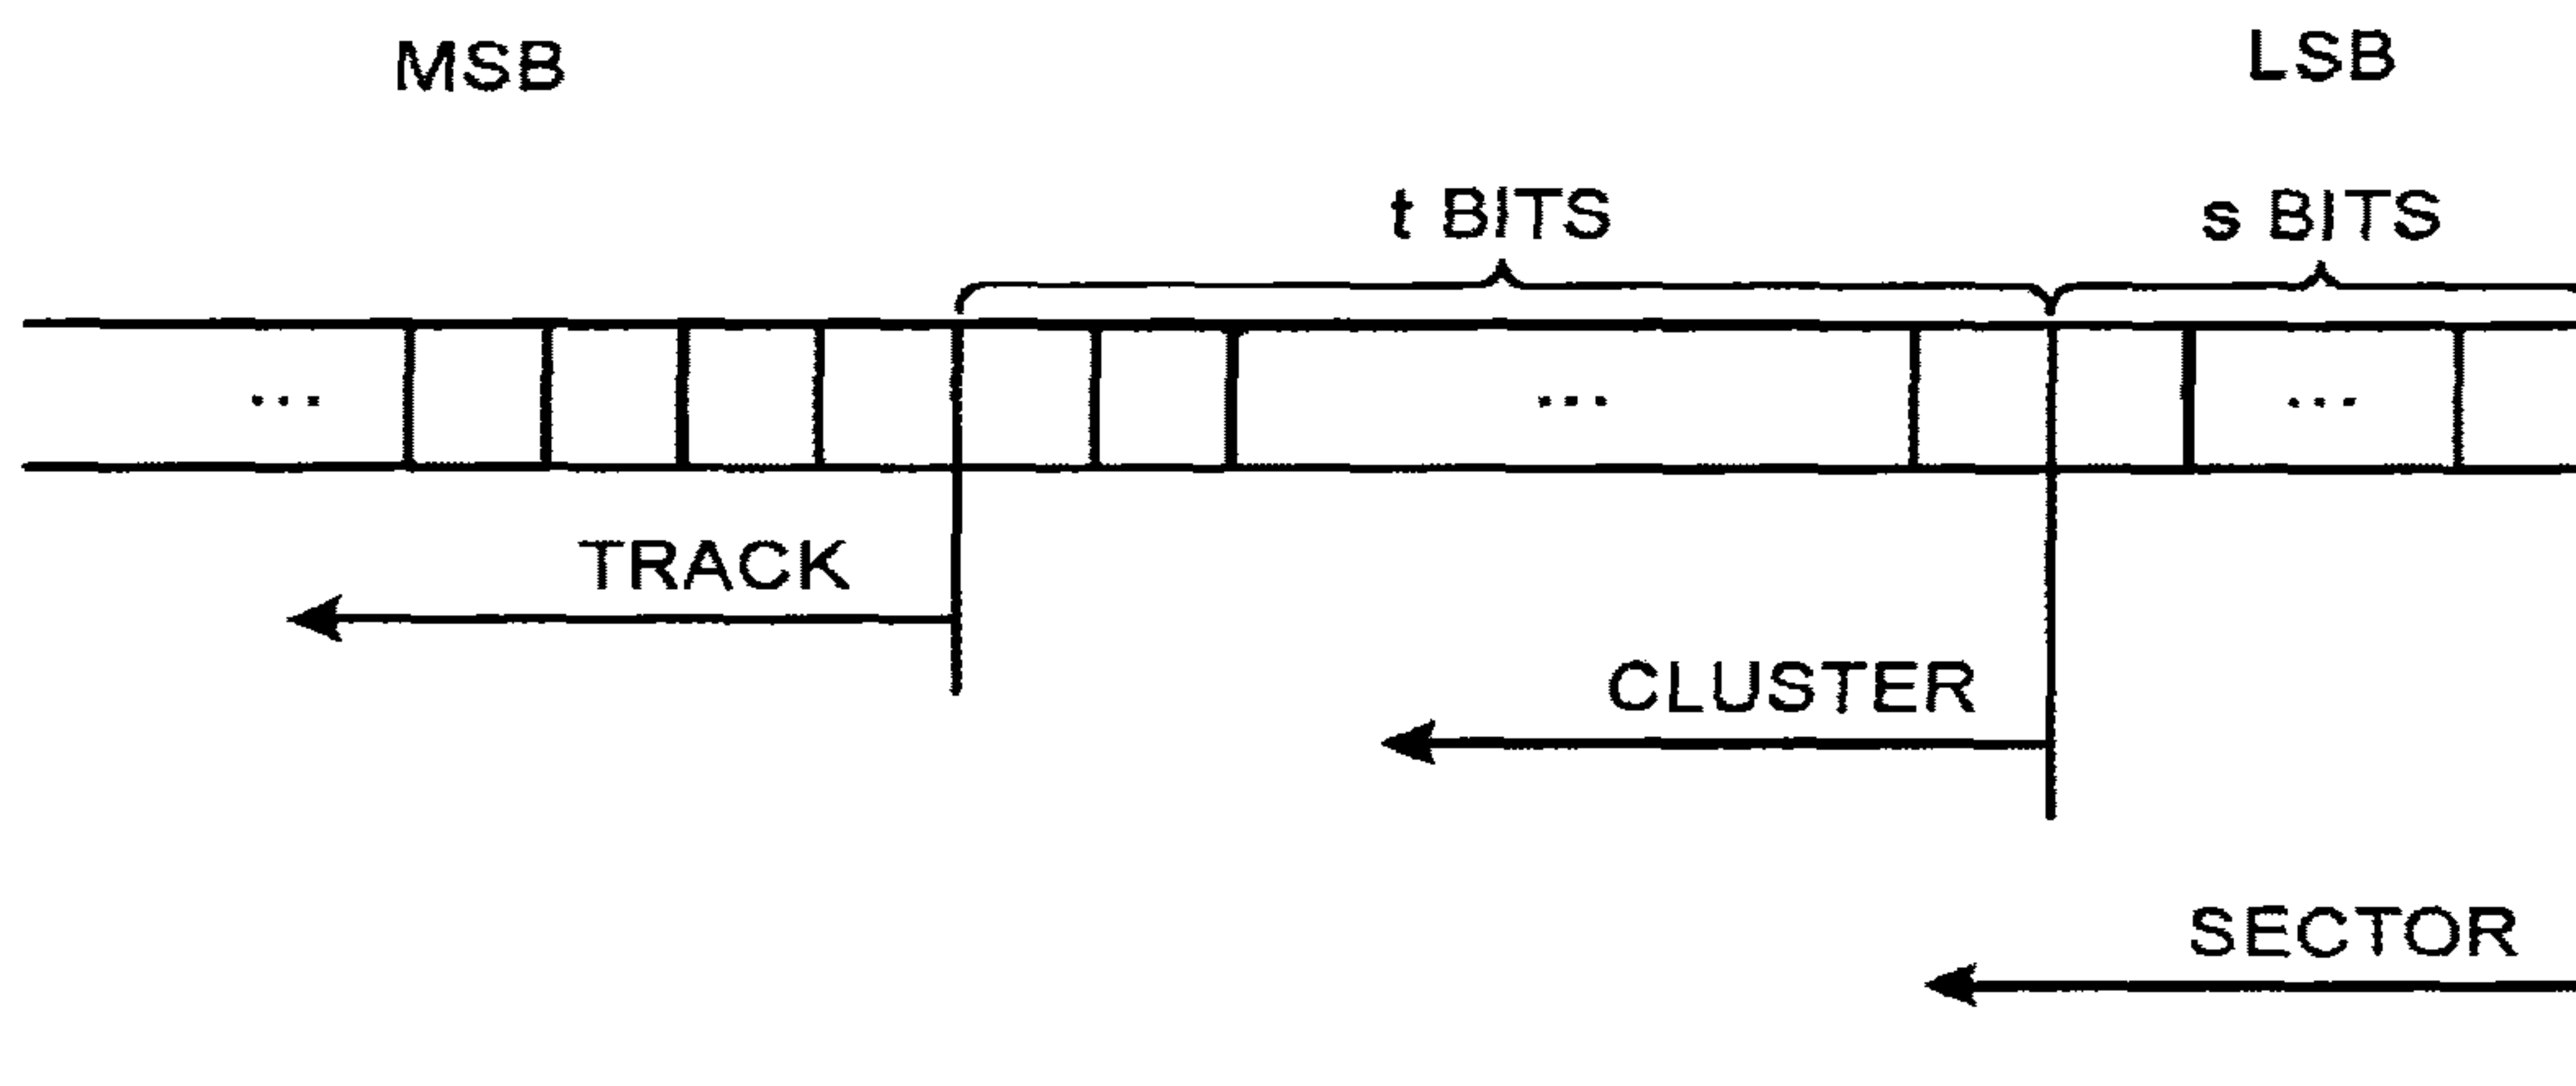 MSB
LSB
t BITS
s BITS
...
...
...
TRACK
CLUSTER
SECTOR